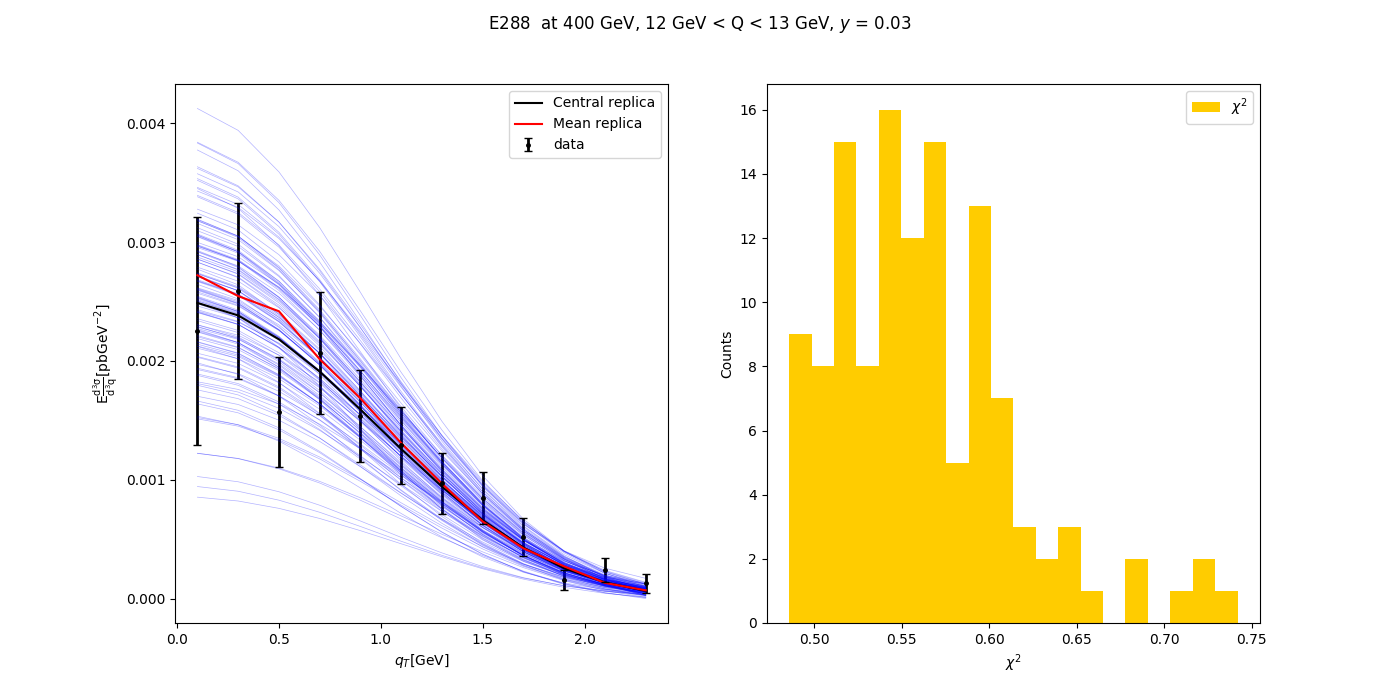 E288  at 400 GeV, 12 GeV < Q < 13 GeV, y = 0.03
Central replica
Mean replica
data
0.004
0.003
0.002
0.001
0.000
E d³σ/d³q [pbGeV⁻²]
0.0
0.5
1.0
1.5
2.0
q_T[GeV]
χ²
16
14
12
10
8
6
4
2
0
Counts
0.50
0.55
0.60
0.65
0.70
0.75
χ²